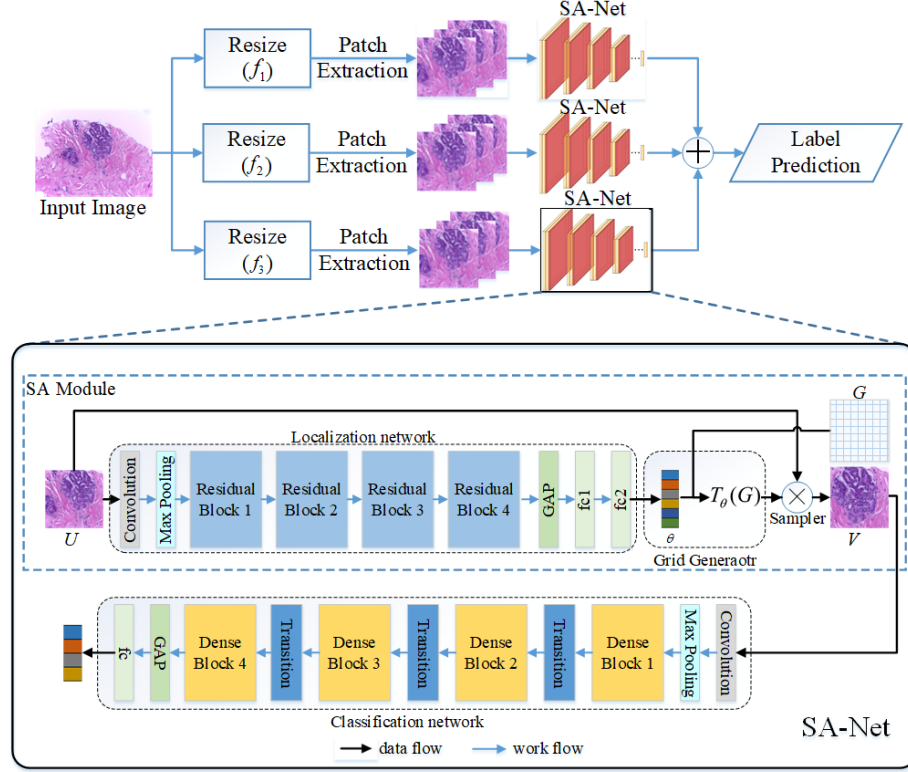 SA-Net
Resize
(f1)
Patch
Extraction
SA-Net
Resize
(f2)
Patch
Extraction
Label
Prediction
Input Image
SA-Net
Resize
(f3)
Patch
Extraction
SA Module
G
Localization network
Convolution
Max Pooling
Residual
Block 1
Residual
Block 2
Residual
Block 3
Residual
Block 4
GAP
fc1
fc2
Tθ(G)
Sampler
U
θ
V
Grid Generaotr
fc
GAP
Dense
Block 4
Transition
Dense
Block 3
Transition
Dense
Block 2
Transition
Dense
Block 1
Max Pooling
Convolution
Classification network
SA-Net
data flow
work flow